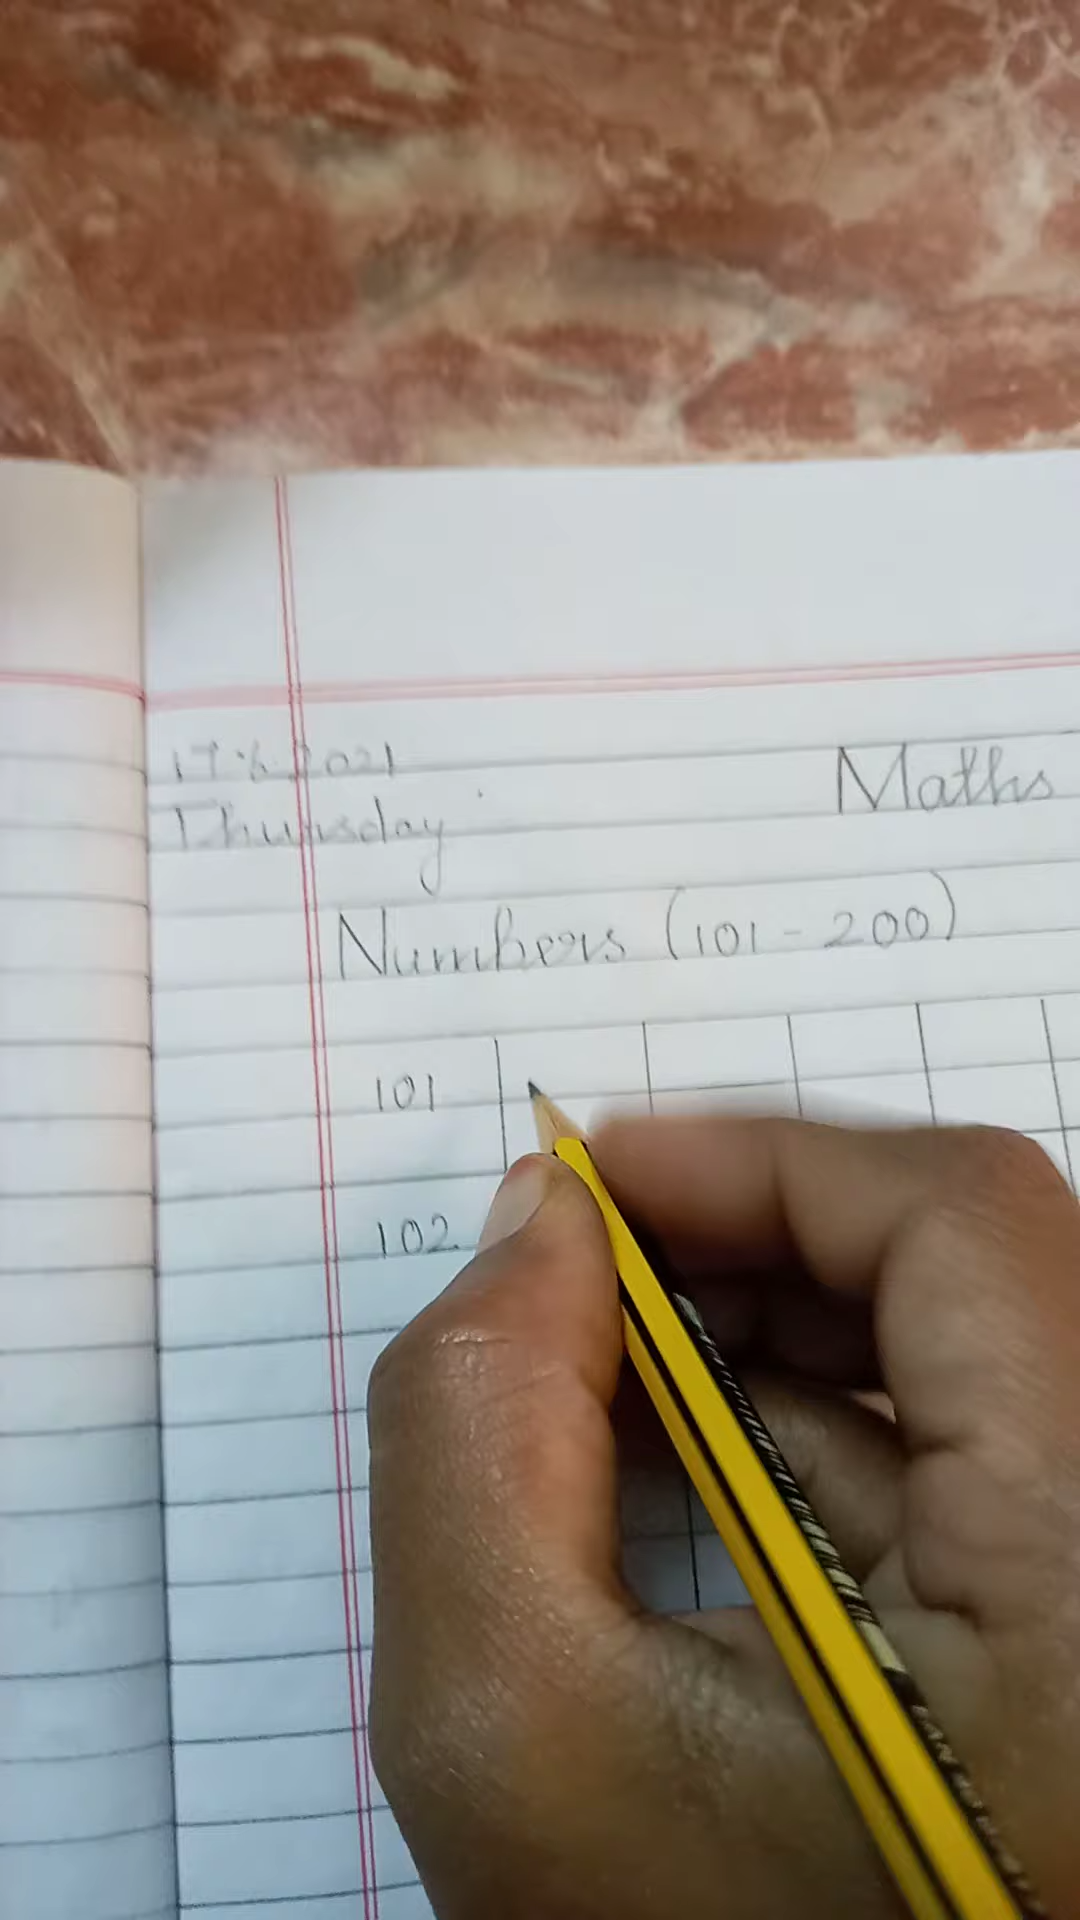 17.6.2021
Maths
Thursday
Numbers (101 - 200)
101
102